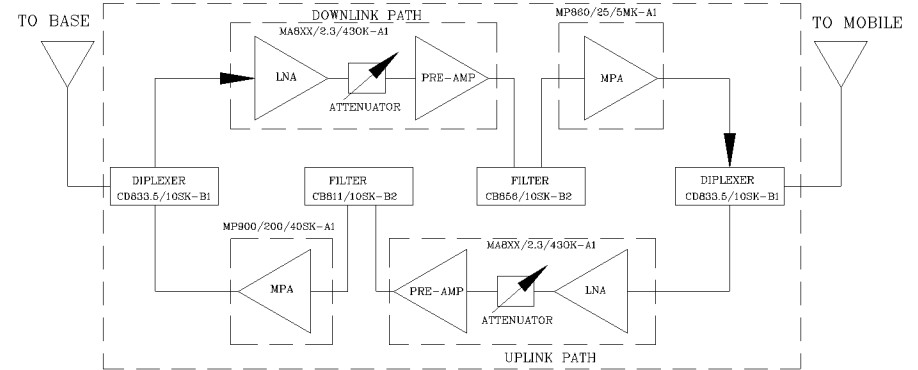 DOWNLINK PATH
MP860/25/5MK-A1
TO BASE
TO MOBILE
MA8XX/2.3/430K-A1
LNA
PRE-AMP
MPA
ATTENUATOR
DIPLEXER
CD833.5/10SK-B1
FILTER
CB811/10SK-B2
FILTER
CB856/10SK-B2
DIPLEXER
CD833.5/10SK-B1
MP900/200/40SK-A1
MA8XX/2.3/430K-A1
MPA
PRE-AMP
LNA
ATTENUATOR
UPLINK PATH